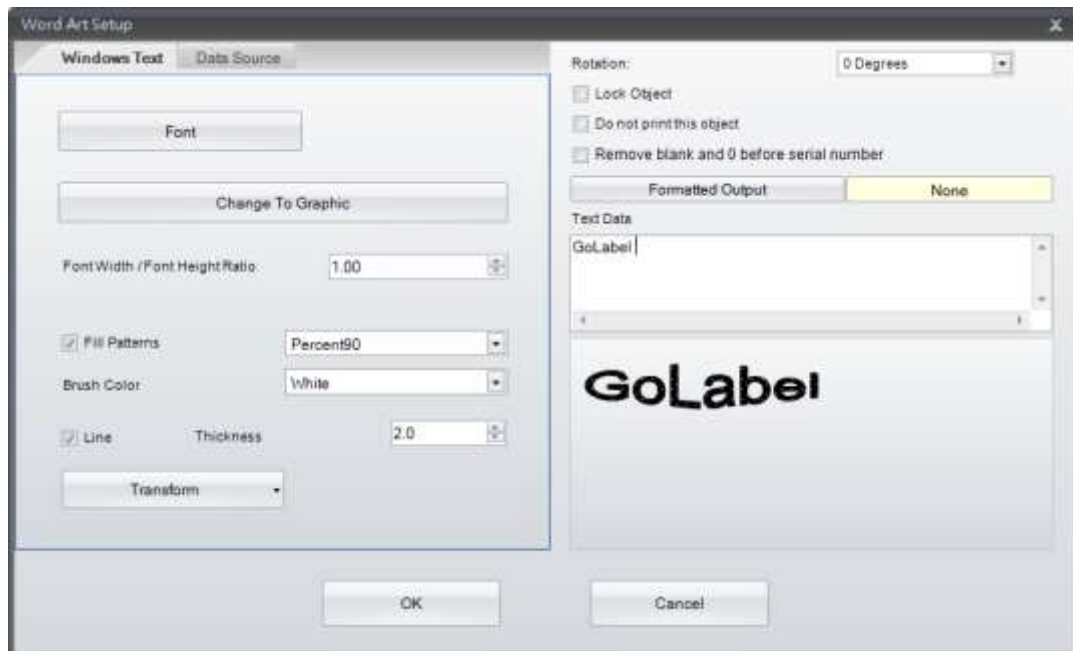 Word Art Setup
Windows Text
Data Source
Font
Change To Graphic
Font Width / Font Height Ratio
1.00
Fill Patterns
Percent90
Brush Color
White
Line
Thickness
2.0
Transform
Rotation:
0 Degrees
Lock Object
Do not print this object
Remove blank and 0 before serial number
Formatted Output
None
Text Data
GoLabel
GoLabel
OK
Cancel